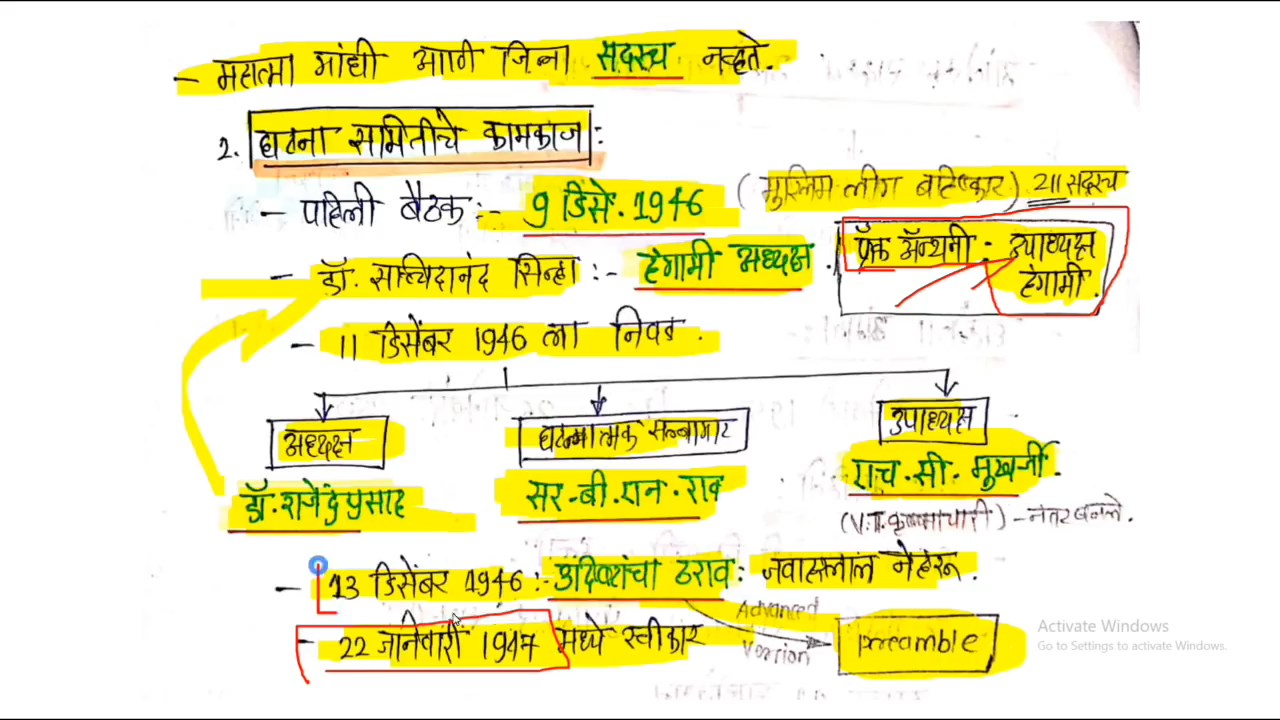 - महात्मा गांधी आणि जिना सदस्य नव्हते.
2. घटना समितीचे कामकाज :
- पहिली बैठक :- 9 डिसे. 1946 (मुस्लिम लीग बहिष्कार) 211 सदस्य
- डॉ. सच्चिदानंद सिन्हा :- हंगामी अध्यक्ष.
फ्रँक अँन्थनी : उपाध्यक्ष
हंगामी.
- 11 डिसेंबर 1946 ला निवड.
अध्यक्ष घटनात्मक सल्लागार उपाध्यक्ष
डॉ. राजेंद्रप्रसाद सर-बी.एन.राव एच.सी.मुखर्जी.
(V.T.कृष्णमाचारी) - नंतर बनले.
- 13 डिसेंबर 1946 :- उद्दिष्टांचा ठराव : जवाहरलाल नेहरू.
Advanced
Version
- 22 जानेवारी 1947 मध्ये स्वीकार Preamble
Activate Windows
Go to Settings to activate Windows.